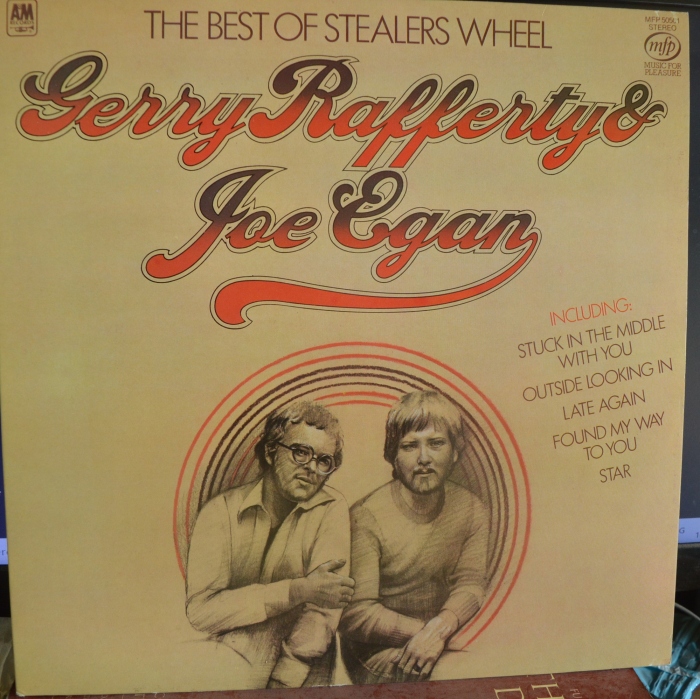 A&M
RECORDS
THE BEST OF STEALERS WHEEL
MFP 50511
STEREO
mfp
MUSIC FOR
PLEASURE
Gerry Rafferty &
Joe Egan
INCLUDING:
STUCK IN THE MIDDLE
WITH YOU
OUTSIDE LOOKING IN
LATE AGAIN
FOUND MY WAY
TO YOU
STAR